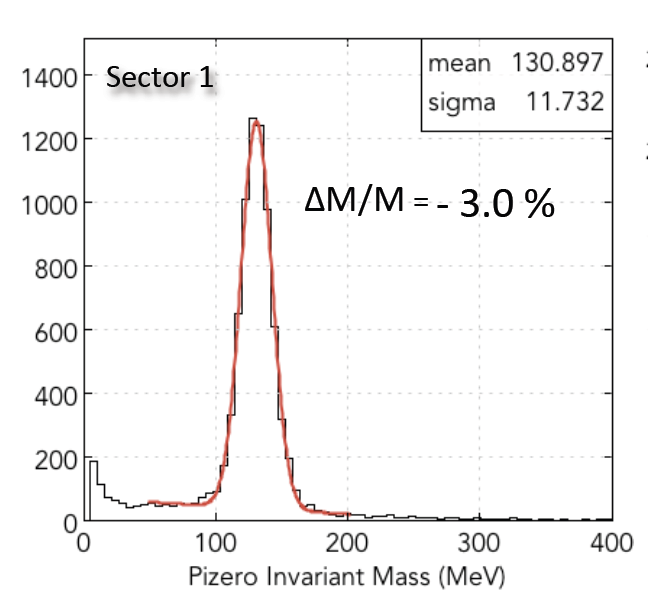 Sector 1
mean 130.897
sigma 11.732
ΔM/M = - 3.0 %
1400
1200
1000
800
600
400
200
0
0 100 200 300 400
Pizero Invariant Mass (MeV)